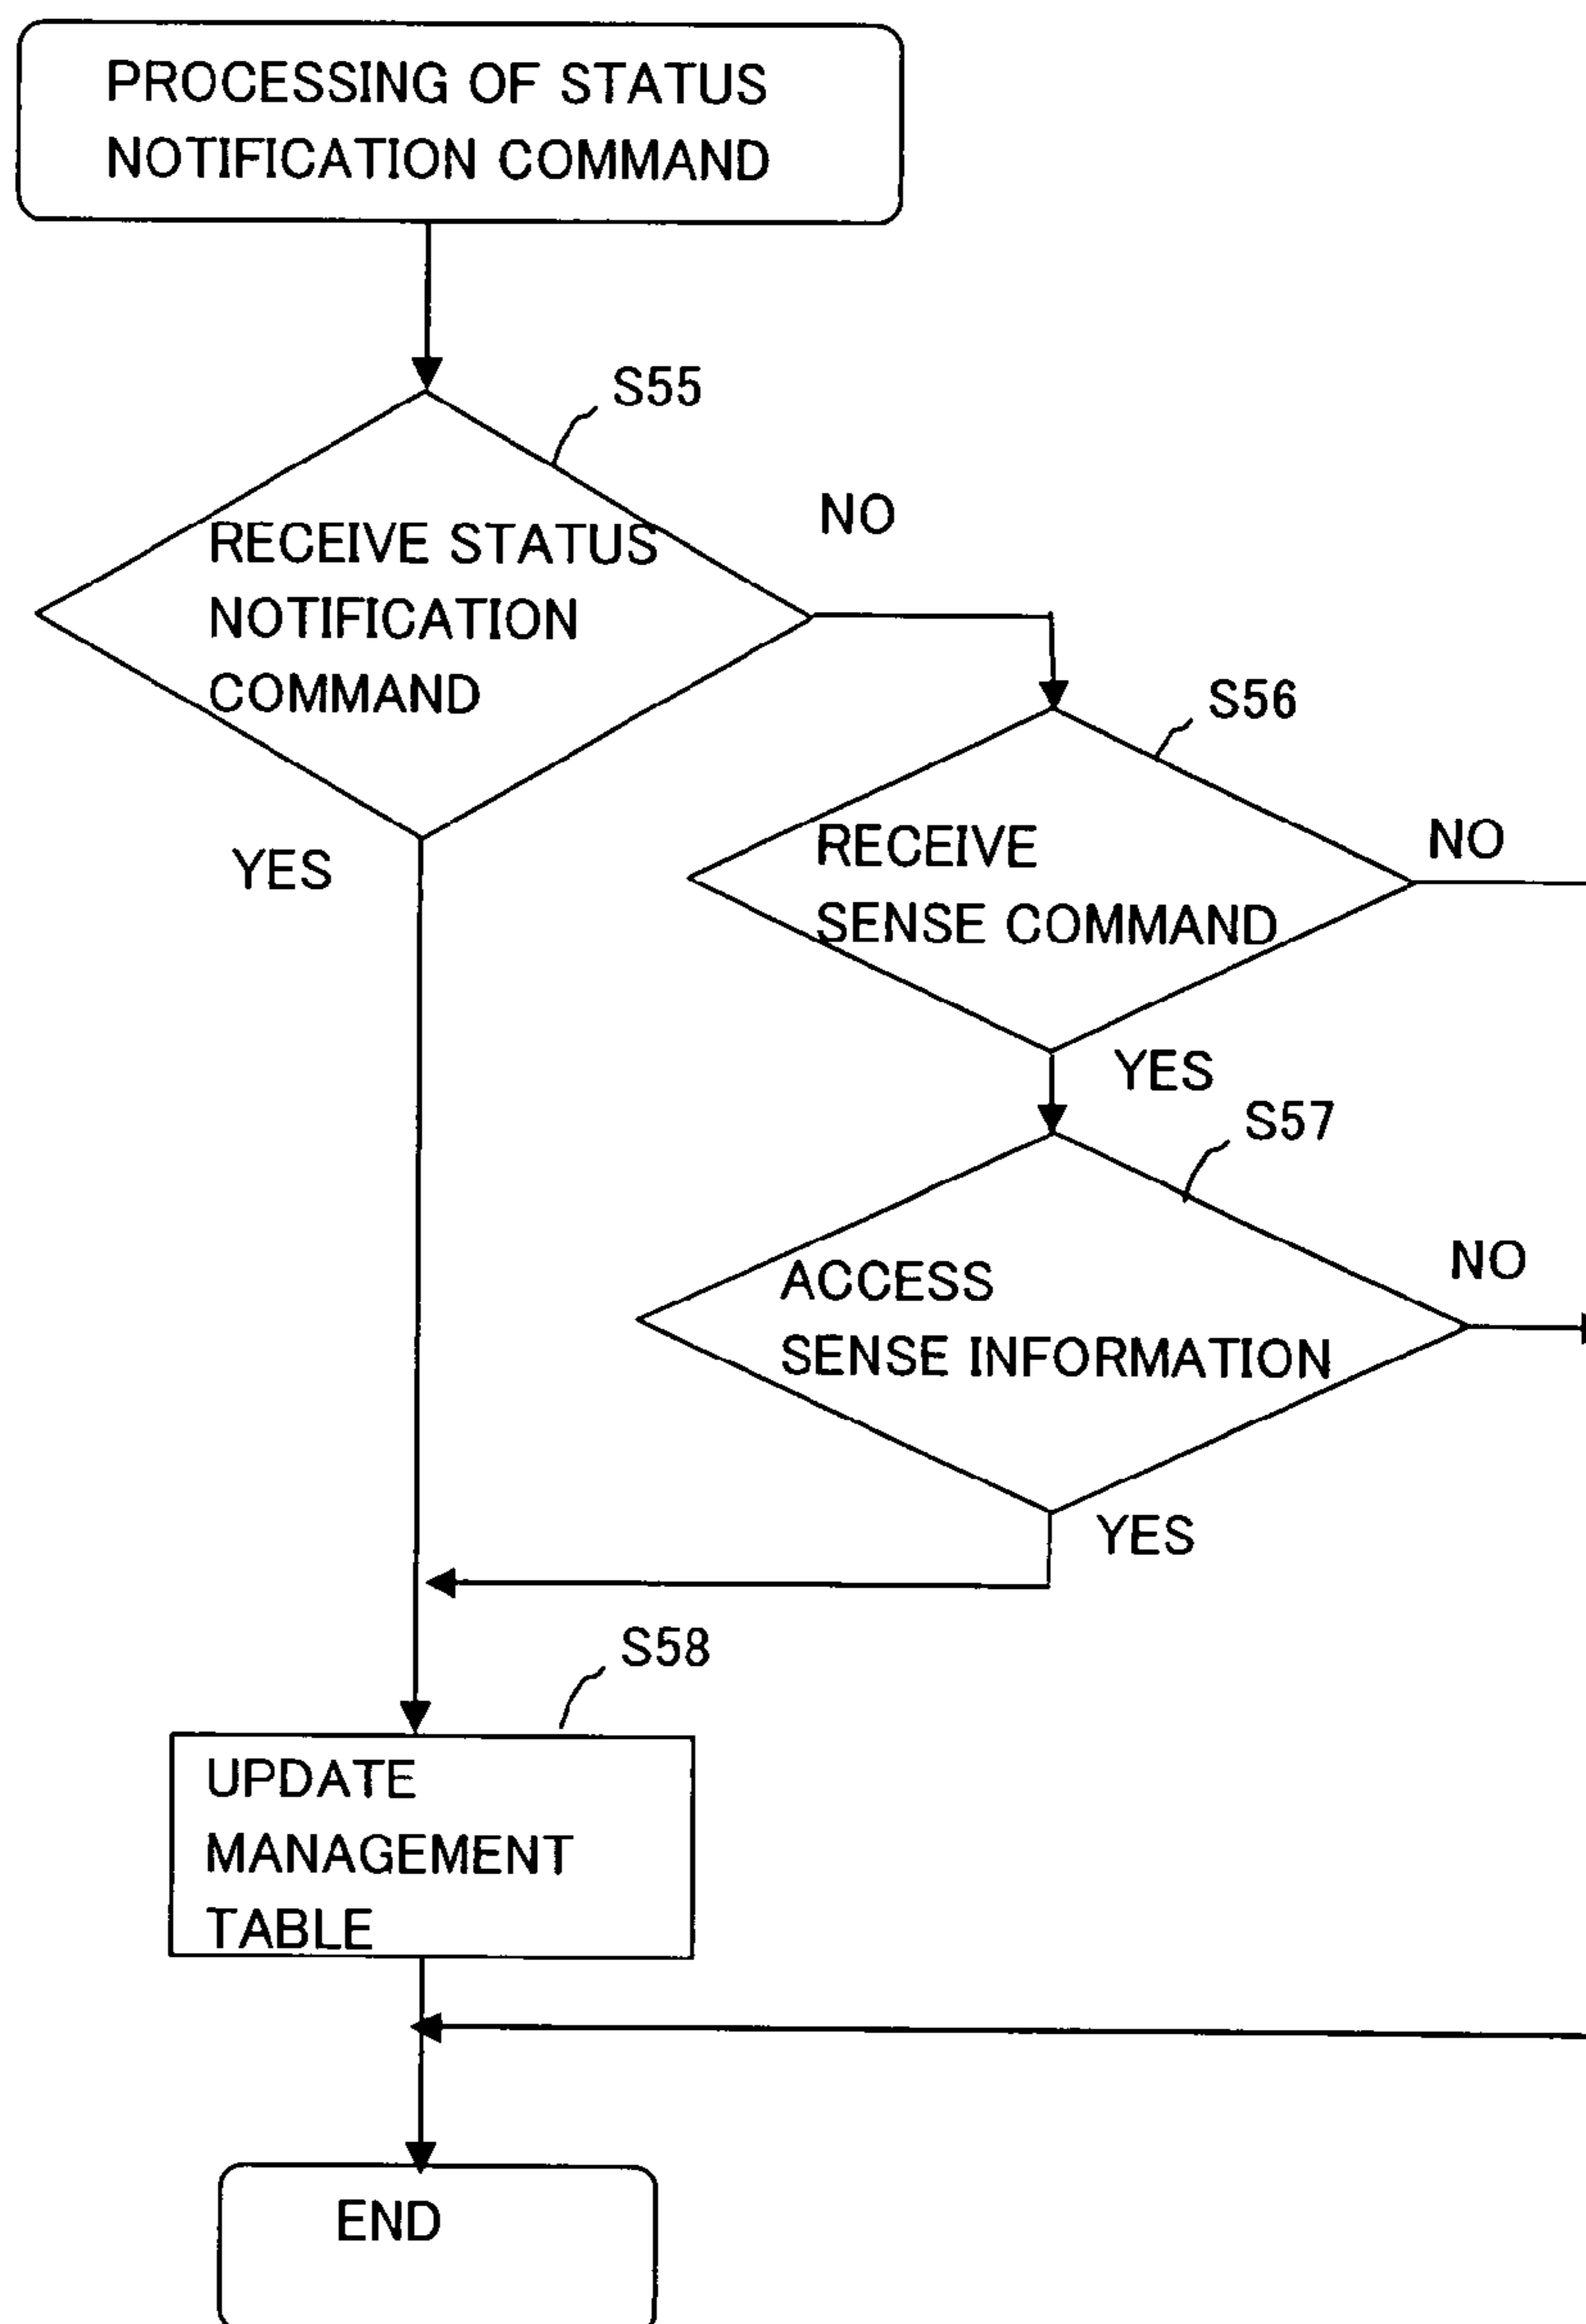 PROCESSING OF STATUS
NOTIFICATION COMMAND
S55
RECEIVE STATUS
NOTIFICATION
COMMAND
NO
YES
S56
RECEIVE
SENSE COMMAND
NO
YES
S57
ACCESS
SENSE INFORMATION
NO
YES
S58
UPDATE
MANAGEMENT
TABLE
END